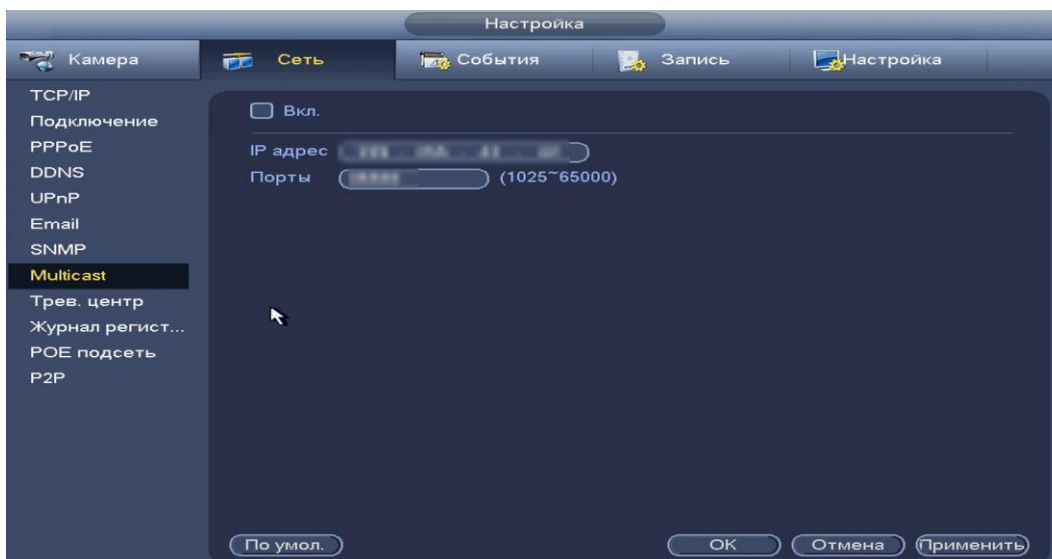 Настройка
Камера
Сеть
События
Запись
Настройка
TCP/IP
Подключение
PPPoE
DDNS
UPnP
Email
SNMP
Multicast
Трев. центр
Журнал регист...
POE подсеть
P2P
Вкл.
IP адрес
Порты (1025~65000)
По умол.
OK
Отмена
Применить